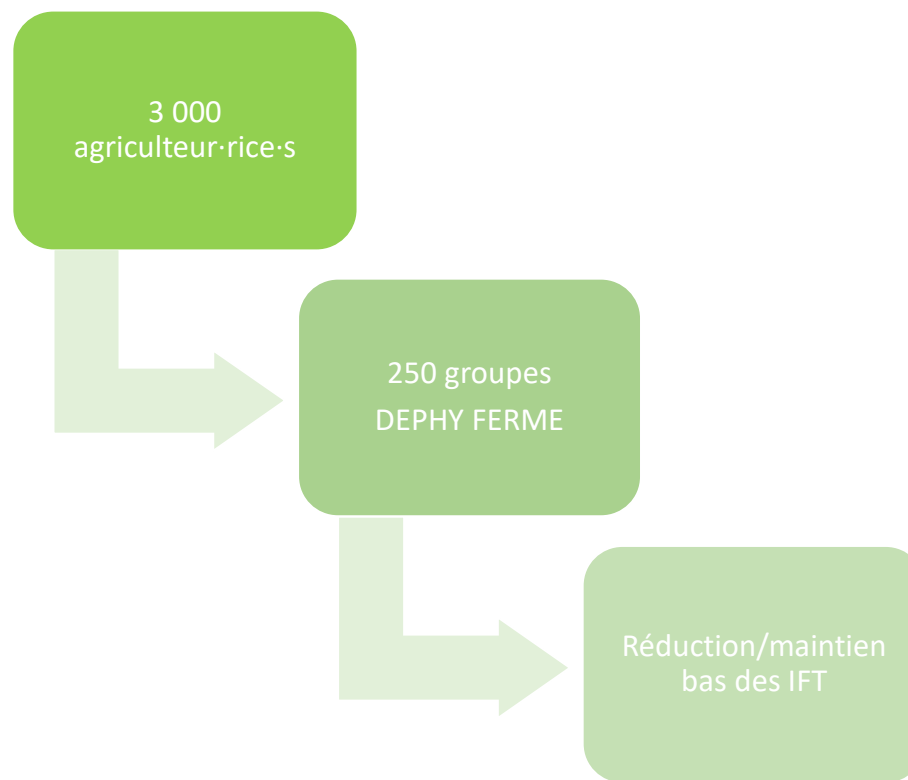 3 000
agriculteur·rice·s
250 groupes
DEPHY FERME
Réduction/maintien
bas des IFT